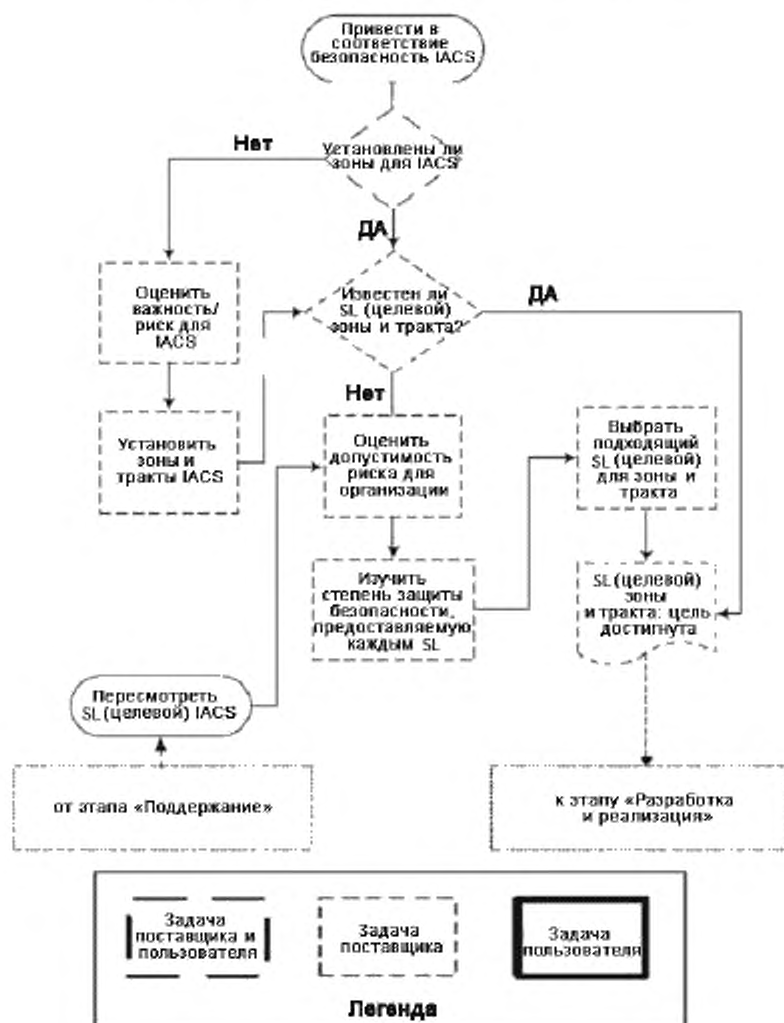 Привести в
соответствие
безопасность IACS
Нет
Установлены ли
зоны для IACS?
ДА
Оценить
важность/
риск для
IACS
Известен ли
SL (целевой)
зоны и тракта?
ДА
Нет
Установить
зоны и
тракты IACS
Оценить
допустимость
риска для
организации
Выбрать
подходящий
SL (целевой)
для зоны и
тракта
Изучить
степень защиты
безопасности,
предоставляемую
каждым SL
SL (целевой)
зоны
и тракта: цель
достигнута
Пересмотреть
SL (целевой) IACS
от этапа «Поддержание»
к этапу «Разработка
и реализация»
Задача
поставщика и
пользователя
Задача
поставщика
Задача
пользователя
Легенда